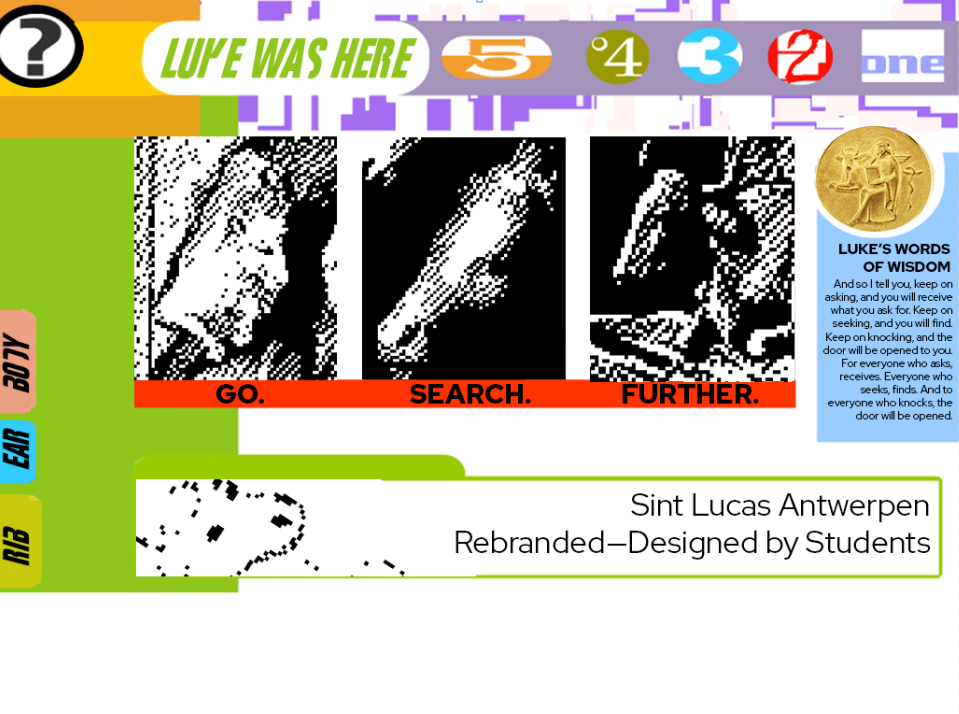 ?
LUKE WAS HERE
5
°4
3
2
one
GO.
SEARCH.
FURTHER.
LUKE'S WORDS
OF WISDOM
And so I tell you, keep on
asking, and you will receive
what you ask for. Keep on
seeking, and you will find.
Keep on knocking, and the
door will be opened to you.
For everyone who asks,
receives. Everyone who
seeks, finds. And to
everyone who knocks, the
door will be opened.
EAR
RIB
Sint Lucas Antwerpen
Rebranded—Designed by Students